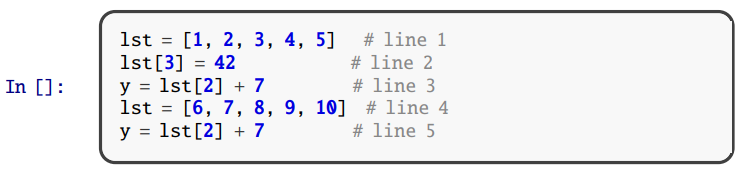 In []:
lst = [1, 2, 3, 4, 5]  # line 1
lst[3] = 42            # line 2
y = lst[2] + 7         # line 3
lst = [6, 7, 8, 9, 10]  # line 4
y = lst[2] + 7         # line 5